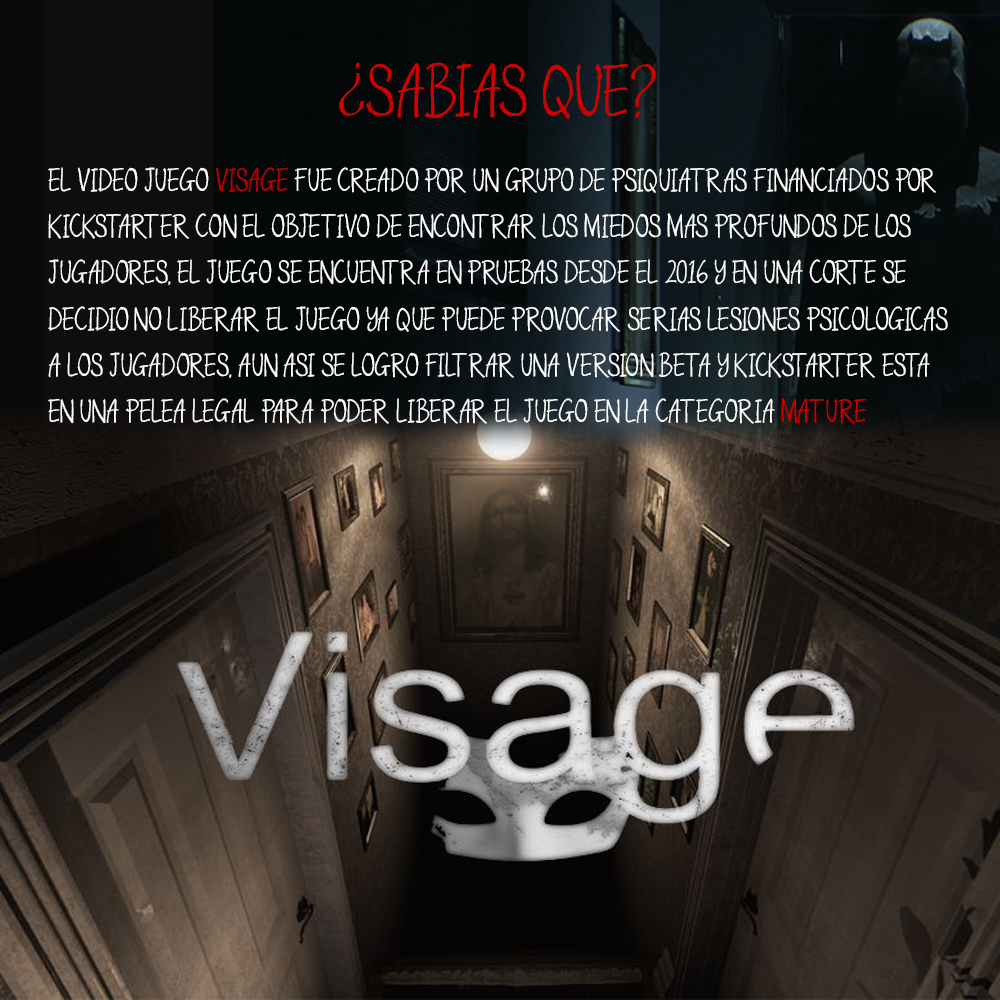 ¿SABIAS QUE?
EL VIDEO JUEGO VISAGE FUE CREADO POR UN GRUPO DE PSIQUIATRAS FINANCIADOS POR
KICKSTARTER CON EL OBJETIVO DE ENCONTRAR LOS MIEDOS MAS PROFUNDOS DE LOS
JUGADORES, EL JUEGO SE ENCUENTRA EN PRUEBAS DESDE EL 2016 Y EN UNA CORTE SE
DECIDIO NO LIBERAR EL JUEGO YA QUE PUEDE PROVOCAR SERIAS LESIONES PSICOLOGICAS
A LOS JUGADORES, AUN ASI SE LOGRO FILTRAR UNA VERSION BETA Y KICKSTARTER ESTA
EN UNA PELEA LEGAL PARA PODER LIBERAR EL JUEGO EN LA CATEGORIA MATURE
Visage